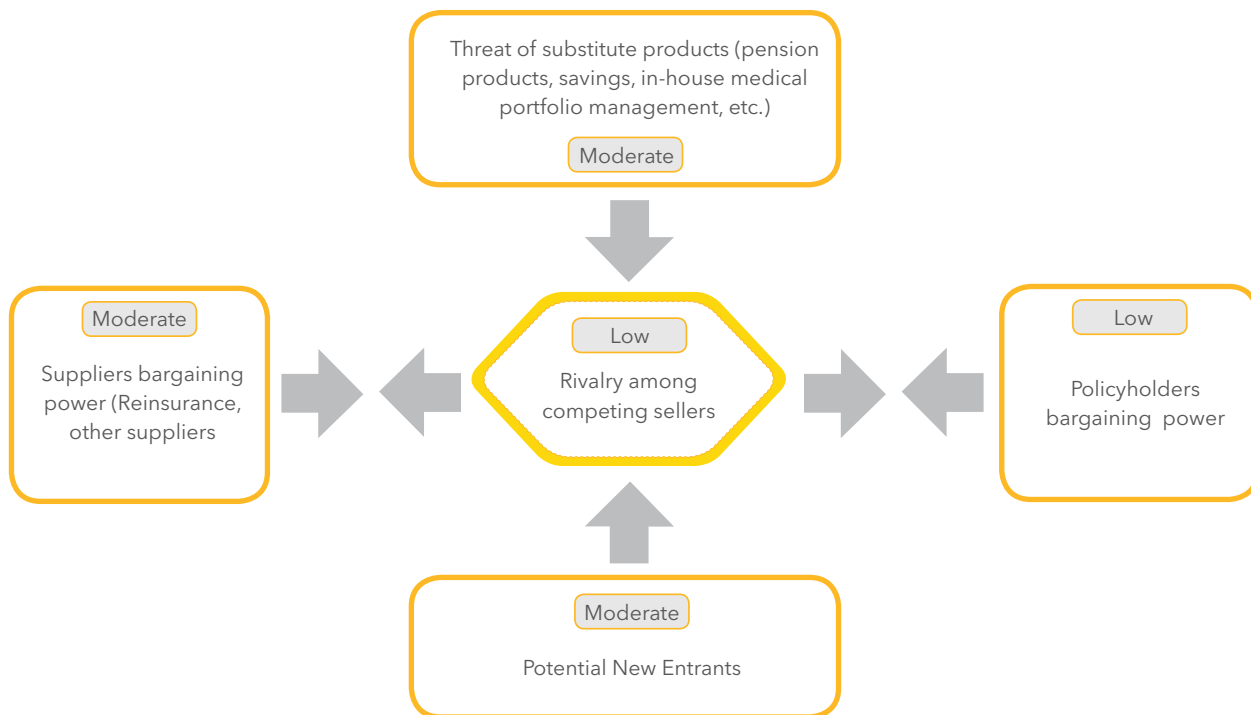 Threat of substitute products (pension
products, savings, in-house medical
portfolio management, etc.)
Moderate
Moderate
Suppliers bargaining
power (Reinsurance,
other suppliers
Low
Rivalry among
competing sellers
Low
Policyholders
bargaining power
Moderate
Potential New Entrants